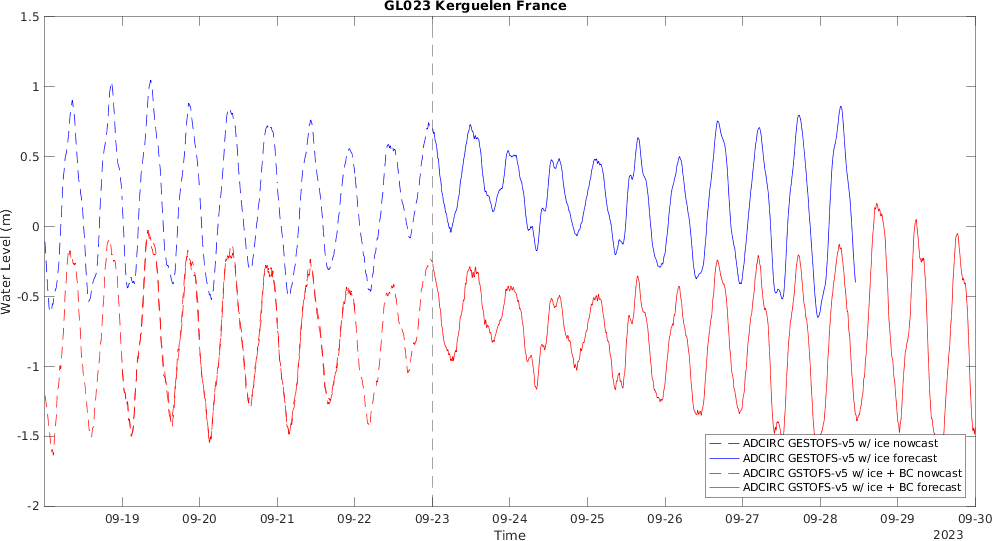 GL023 Kerguelen France
1.5
1
0.5
0
-0.5
-1
-1.5
-2
Water Level (m)
09-19 09-20 09-21 09-22 09-23 09-24 09-25 09-26 09-27 09-28 09-29 09-30
Time
2023
ADCIRC GESTOFS-v5 w/ ice nowcast
ADCIRC GESTOFS-v5 w/ ice forecast
ADCIRC GSTOFS-v5 w/ ice + BC nowcast
ADCIRC GSTOFS-v5 w/ ice + BC forecast